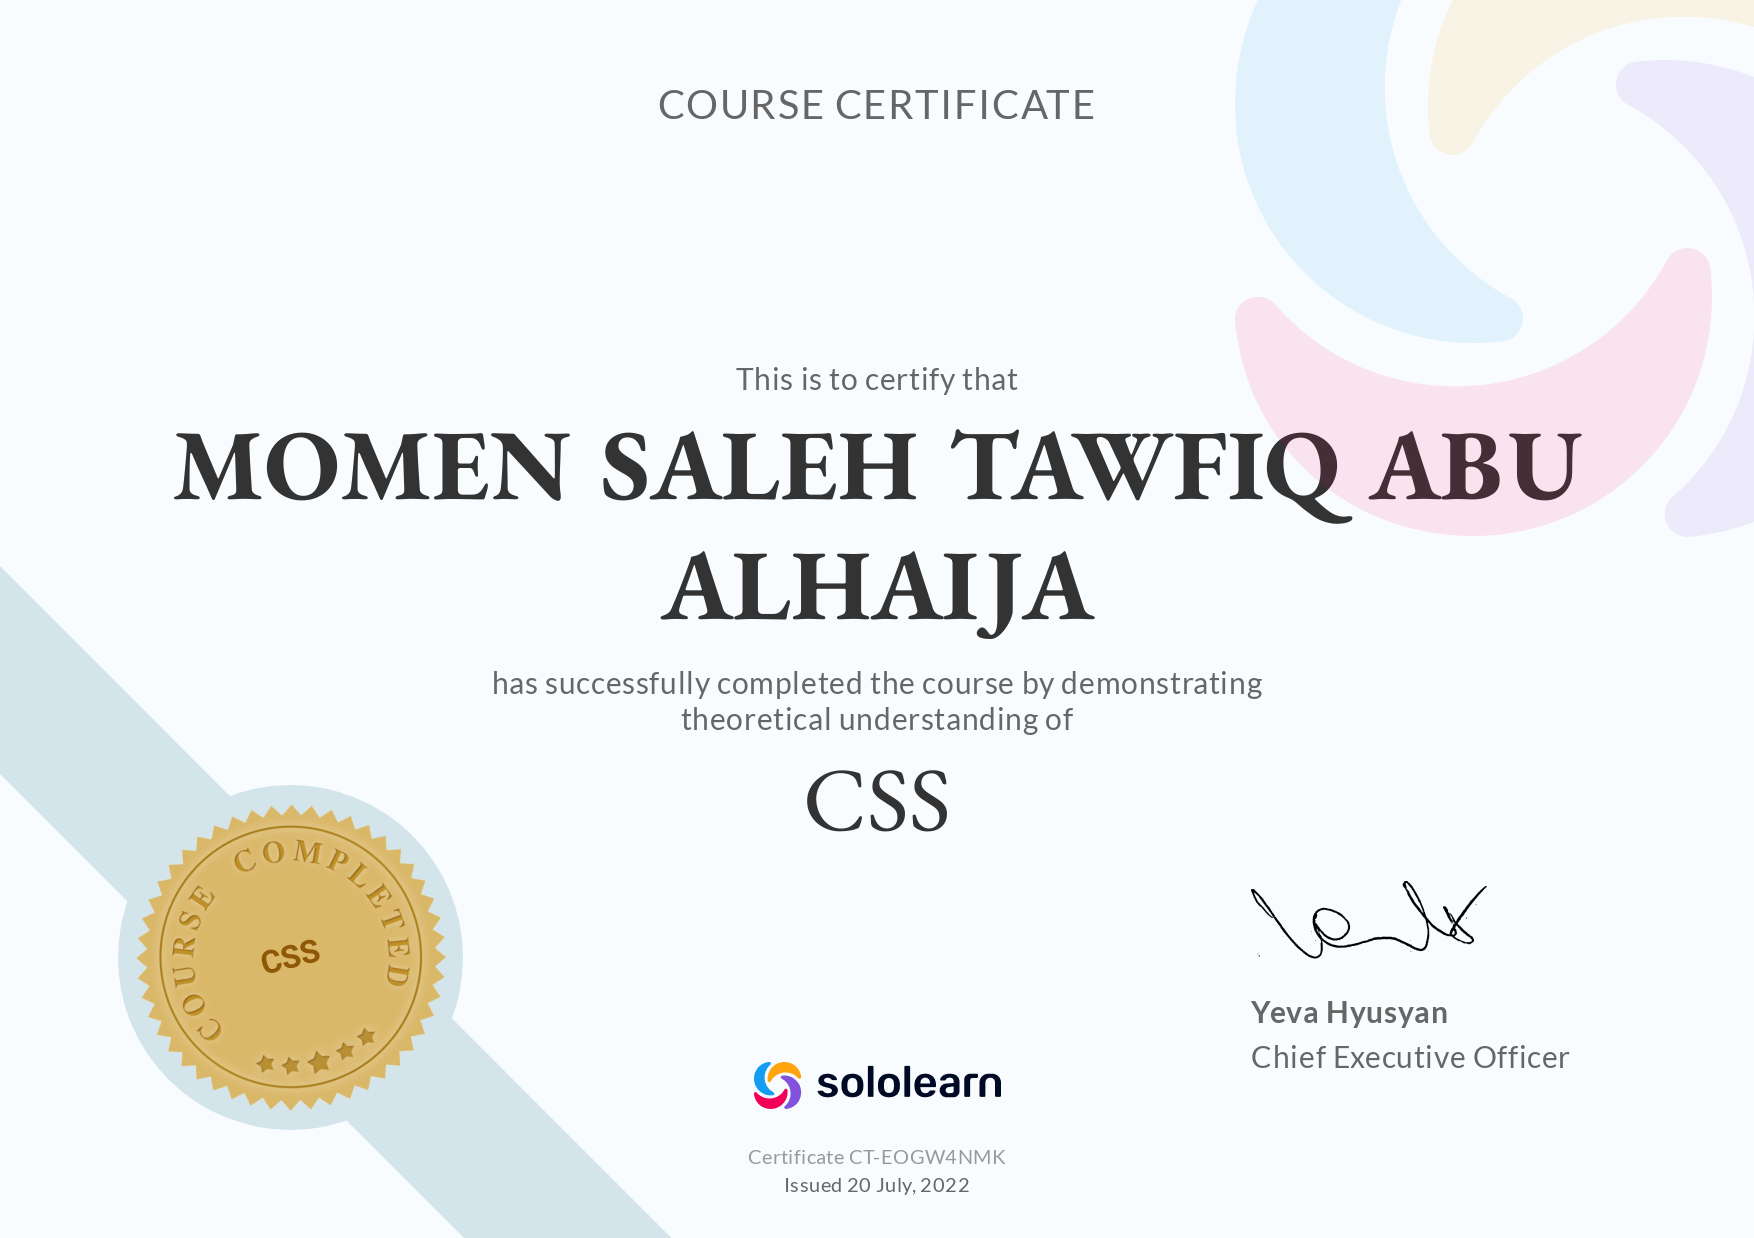 COURSE CERTIFICATE
This is to certify that
MOMEN SALEH TAWFIQ ABU
ALHAIJA
has successfully completed the course by demonstrating
theoretical understanding of
CSS
COURSE COMPLETED
CSS
Yeva Hyusyan
Chief Executive Officer
sololearn
Certificate CT-EOGW4NMK
Issued 20 July, 2022